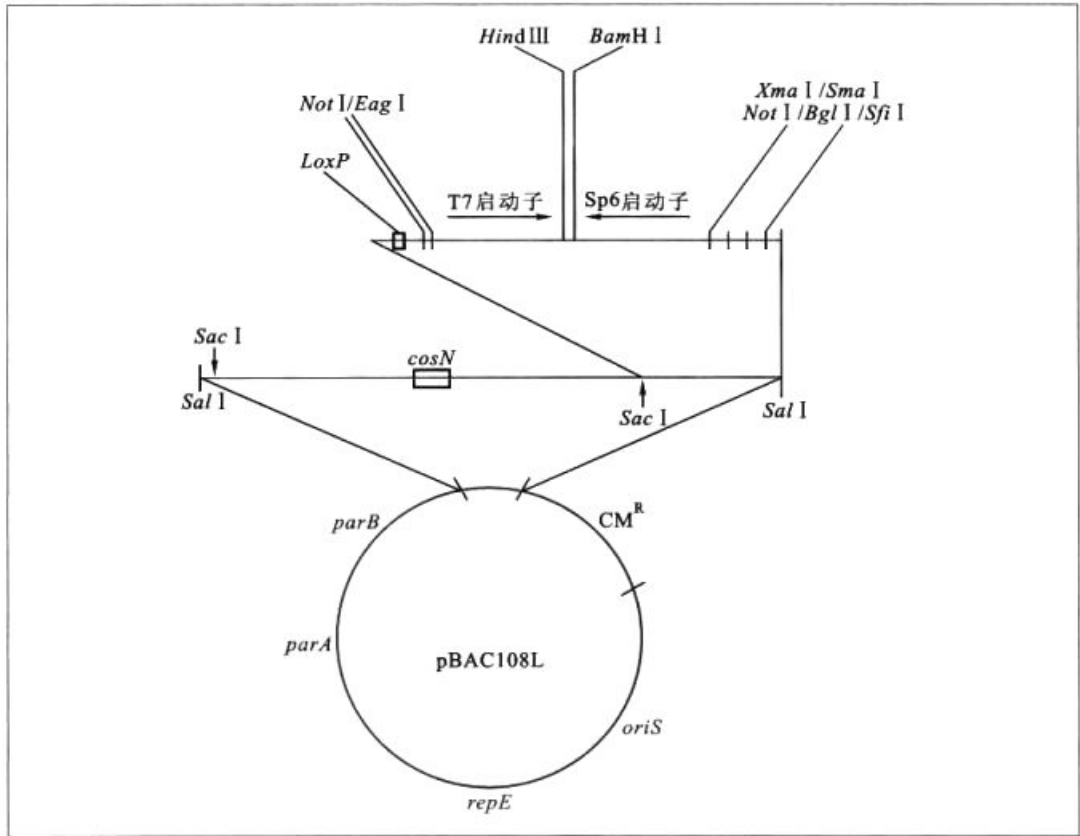 HindⅢ
BamHⅠ
NotⅠ/EagⅠ
XmaⅠ/SmaⅠ
NotⅠ/BglⅠ/SfiⅠ
LoxP
T7启动子
Sp6启动子
SacⅠ
cosN
SalⅠ
SacⅠ
SalⅠ
parB
CMᴿ
parA
pBAC108L
oriS
repE